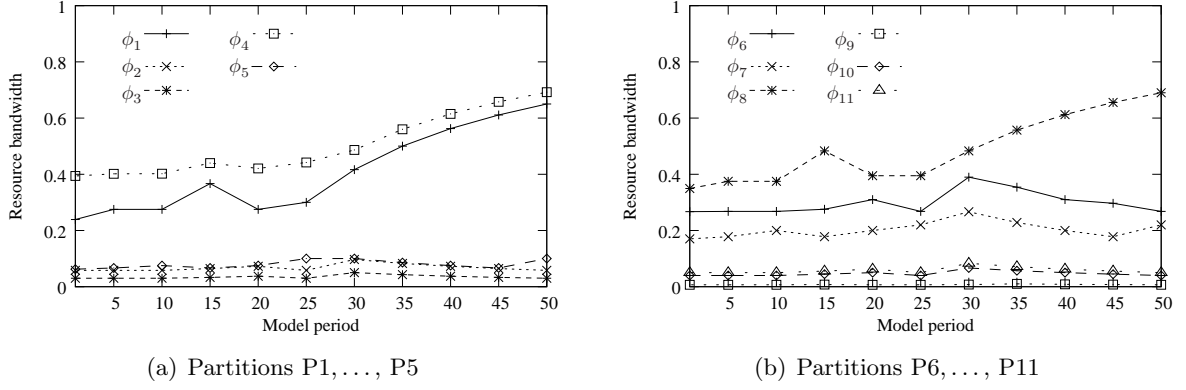 1
0.8
0.6
0.4
0.2
0
Resource bandwidth
ϕ1 ϕ4
ϕ2 ϕ5
ϕ3
5 10 15 20 25 30 35 40 45 50
Model period
(a) Partitions P1,..., P5
1
0.8
0.6
0.4
0.2
0
Resource bandwidth
ϕ6 ϕ9
ϕ7 ϕ10
ϕ8 ϕ11
5 10 15 20 25 30 35 40 45 50
Model period
(b) Partitions P6,..., P11